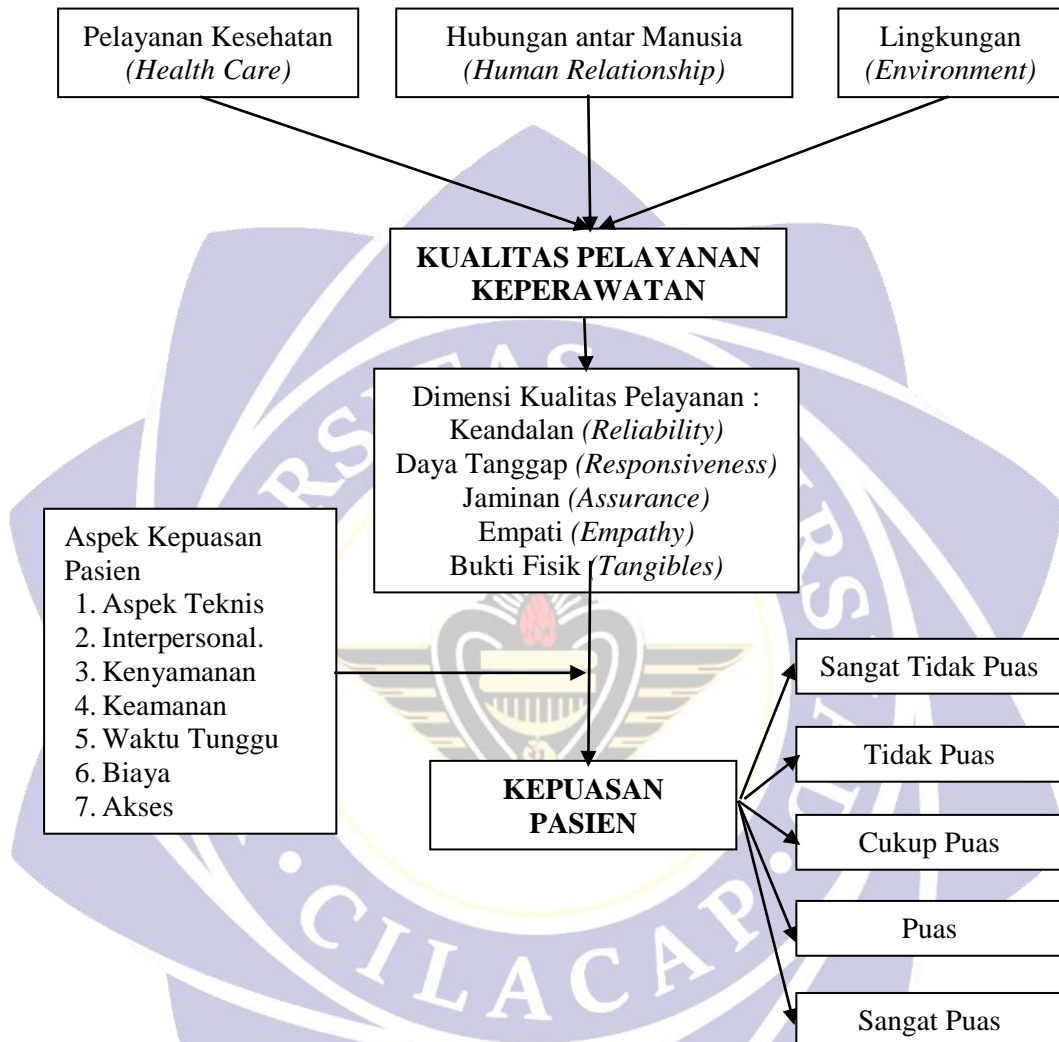 Pelayanan Kesehatan
(Health Care)
Hubungan antar Manusia
(Human Relationship)
Lingkungan
(Environment)
KUALITAS PELAYANAN
KEPERAWATAN
Dimensi Kualitas Pelayanan :
Keandalan (Reliability)
Daya Tanggap (Responsiveness)
Jaminan (Assurance)
Empati (Empathy)
Bukti Fisik (Tangibles)
Aspek Kepuasan
Pasien
1. Aspek Teknis
2. Interpersonal.
3. Kenyamanan
4. Keamanan
5. Waktu Tunggu
6. Biaya
7. Akses
KEPUASAN
PASIEN
Sangat Tidak Puas
Tidak Puas
Cukup Puas
Puas
Sangat Puas
CILACAP